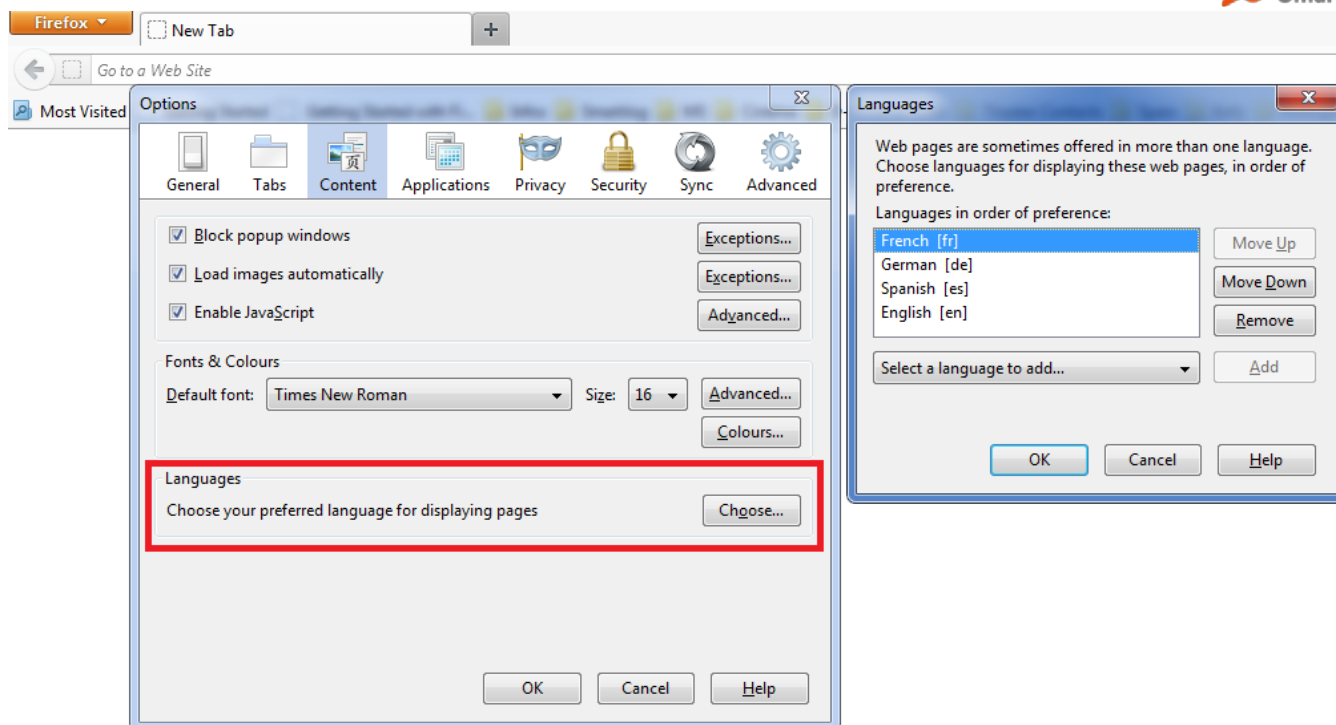 Firefox
New Tab
+
Go to a Web Site
Most Visited
Options
General Tabs Content Applications Privacy Security Sync Advanced
页
Block popup windows
Exceptions...
Load images automatically
Exceptions...
Enable JavaScript
Advanced...
Fonts & Colours
Default font: Times New Roman Size: 16 Advanced...
Colours...
Languages
Choose your preferred language for displaying pages Choose...
OK Cancel Help
Languages
Web pages are sometimes offered in more than one language.
Choose languages for displaying these web pages, in order of
preference.
Languages in order of preference:
French [fr]
German [de]
Spanish [es]
English [en]
Move Up
Move Down
Remove
Select a language to add... Add
OK Cancel Help